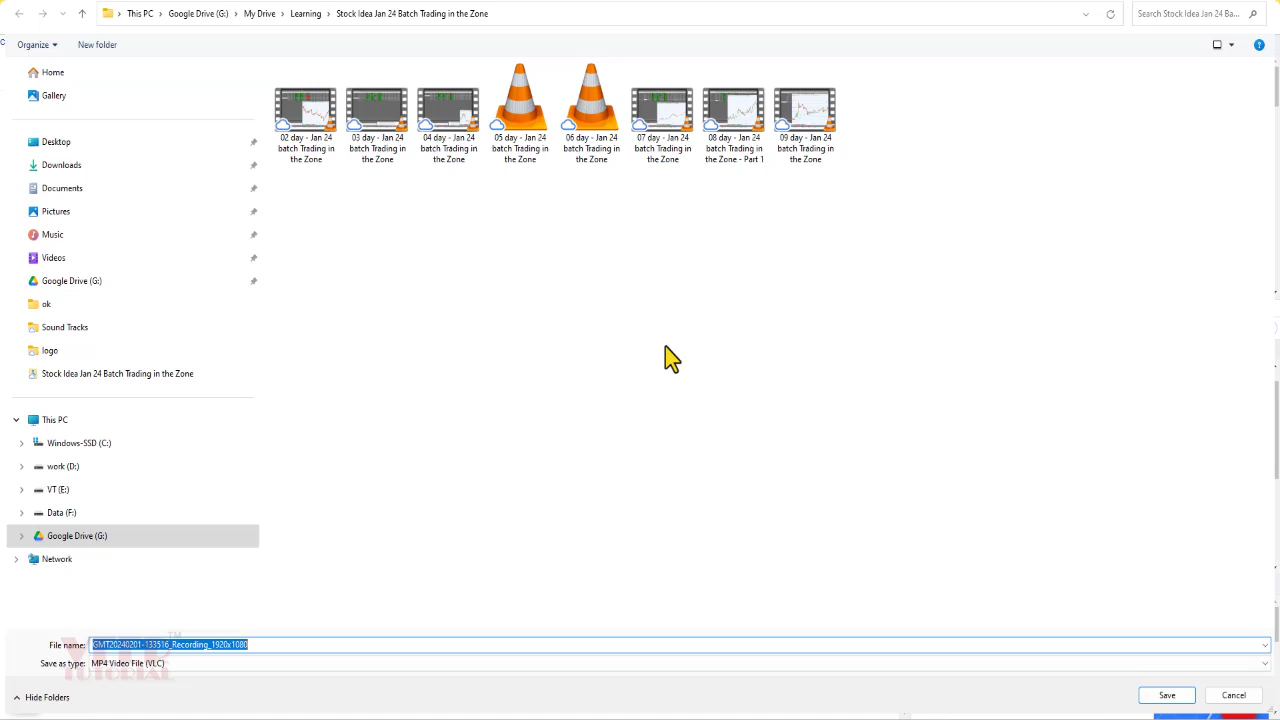 This PC > Google Drive (G:) > My Drive > Learning > Stock Idea Jan 24 Batch Trading in the Zone
Search Stock Idea Jan 24 Ba...
Organize
New folder
Home
Gallery
Desktop
Downloads
Documents
Pictures
Music
Videos
Google Drive (G:)
ok
Sound Tracks
logo
Stock Idea Jan 24 Batch Trading in the Zone
This PC
Windows-SSD (C:)
work (D:)
VT (E:)
Data (F:)
Google Drive (G:)
Network
02 day - Jan 24
batch Trading in
the Zone
03 day - Jan 24
batch Trading in
the Zone
04 day - Jan 24
batch Trading in
the Zone
05 day - Jan 24
batch Trading in
the Zone
06 day - Jan 24
batch Trading in
the Zone
07 day - Jan 24
batch Trading in
the Zone
08 day - Jan 24
batch Trading in
the Zone - Part 1
09 day - Jan 24
batch Trading in
the Zone
File name: GMT20240201-133516_Recording_1920x1080
Save as type: MP4 Video File (VLC)
TUTORIAL
TM
Hide Folders
Save
Cancel